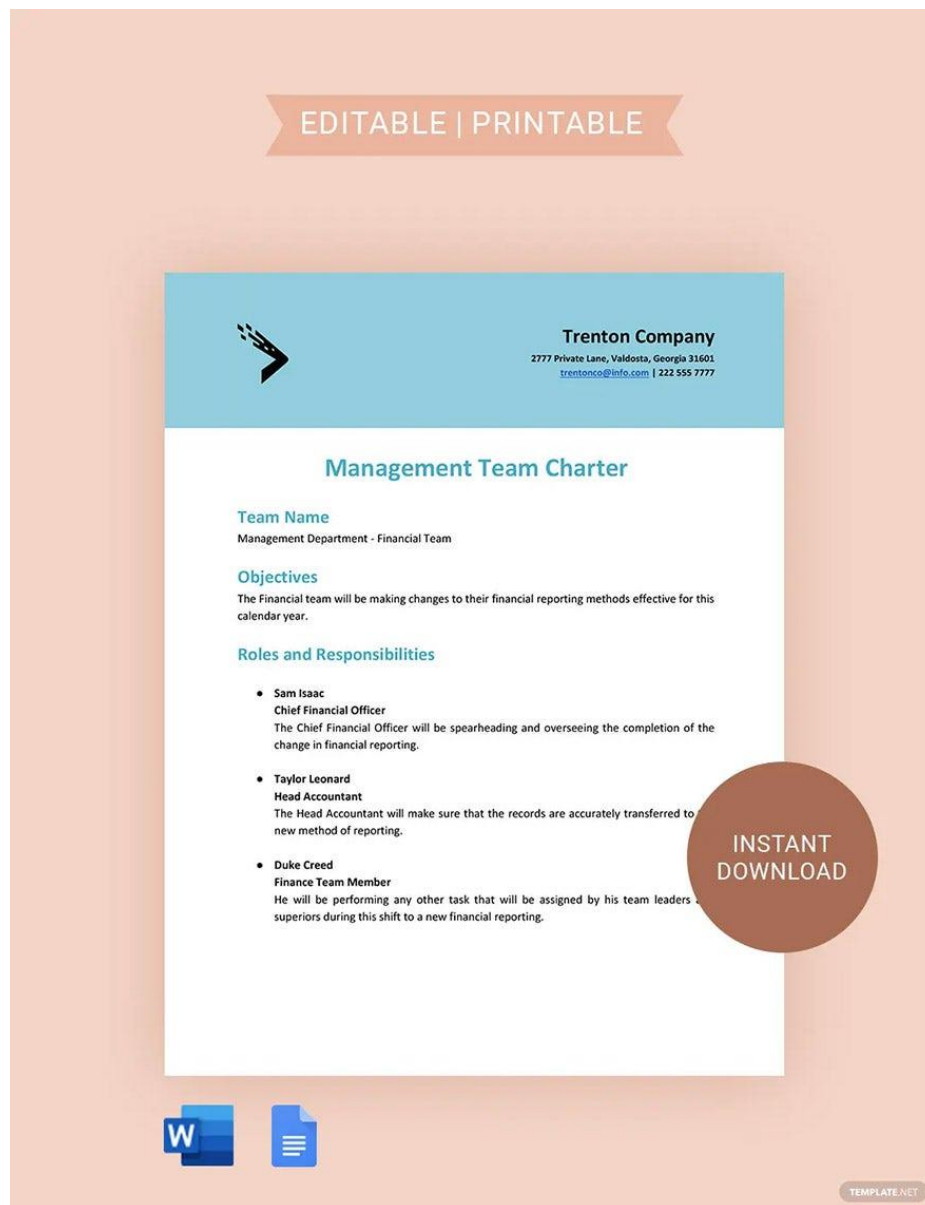 EDITABLE | PRINTABLE
Trenton Company
2777 Private Lane, Valdosta, Georgia 31601
trentonco@info.com | 222 555 7777
Management Team Charter
Team Name
Management Department - Financial Team
Objectives
The Financial team will be making changes to their financial reporting methods effective for this
calendar year.
Roles and Responsibilities
● Sam Isaac
Chief Financial Officer
The Chief Financial Officer will be spearheading and overseeing the completion of the
change in financial reporting.
● Taylor Leonard
Head Accountant
The Head Accountant will make sure that the records are accurately transferred to
new method of reporting.
● Duke Creed
Finance Team Member
He will be performing any other task that will be assigned by his team leaders
superiors during this shift to a new financial reporting.
INSTANT
DOWNLOAD
W
TEMPLATE.NET